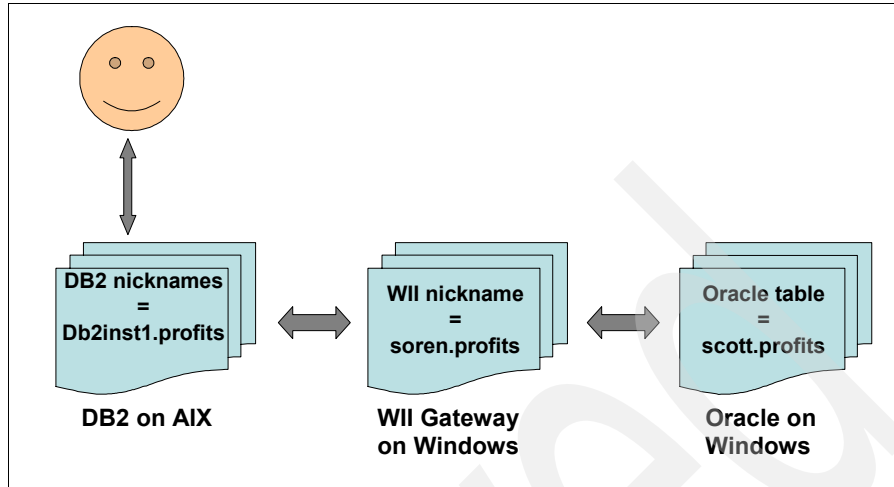 DB2 nicknames
=
Db2inst1.profits
WII nickname
=
soren.profits
Oracle table
=
scott.profits
DB2 on AIX
WII Gateway
on Windows
Oracle on
Windows